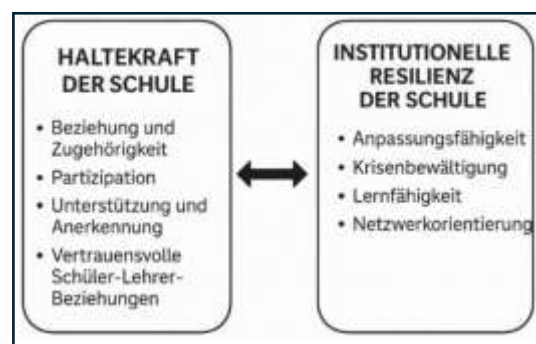 HALTEKRAFT
DER SCHULE
• Beziehung und
Zugehörigkeit
• Partizipation
• Unterstützung und
Anerkennung
• Vertrauensvolle
Schüler-Lehrer-
Beziehungen
INSTITUTIONELLE
RESILIENZ
DER SCHULE
• Anpassungsfähigkeit
• Krisenbewältigung
• Lernfähigkeit
• Netzwerkorientierung